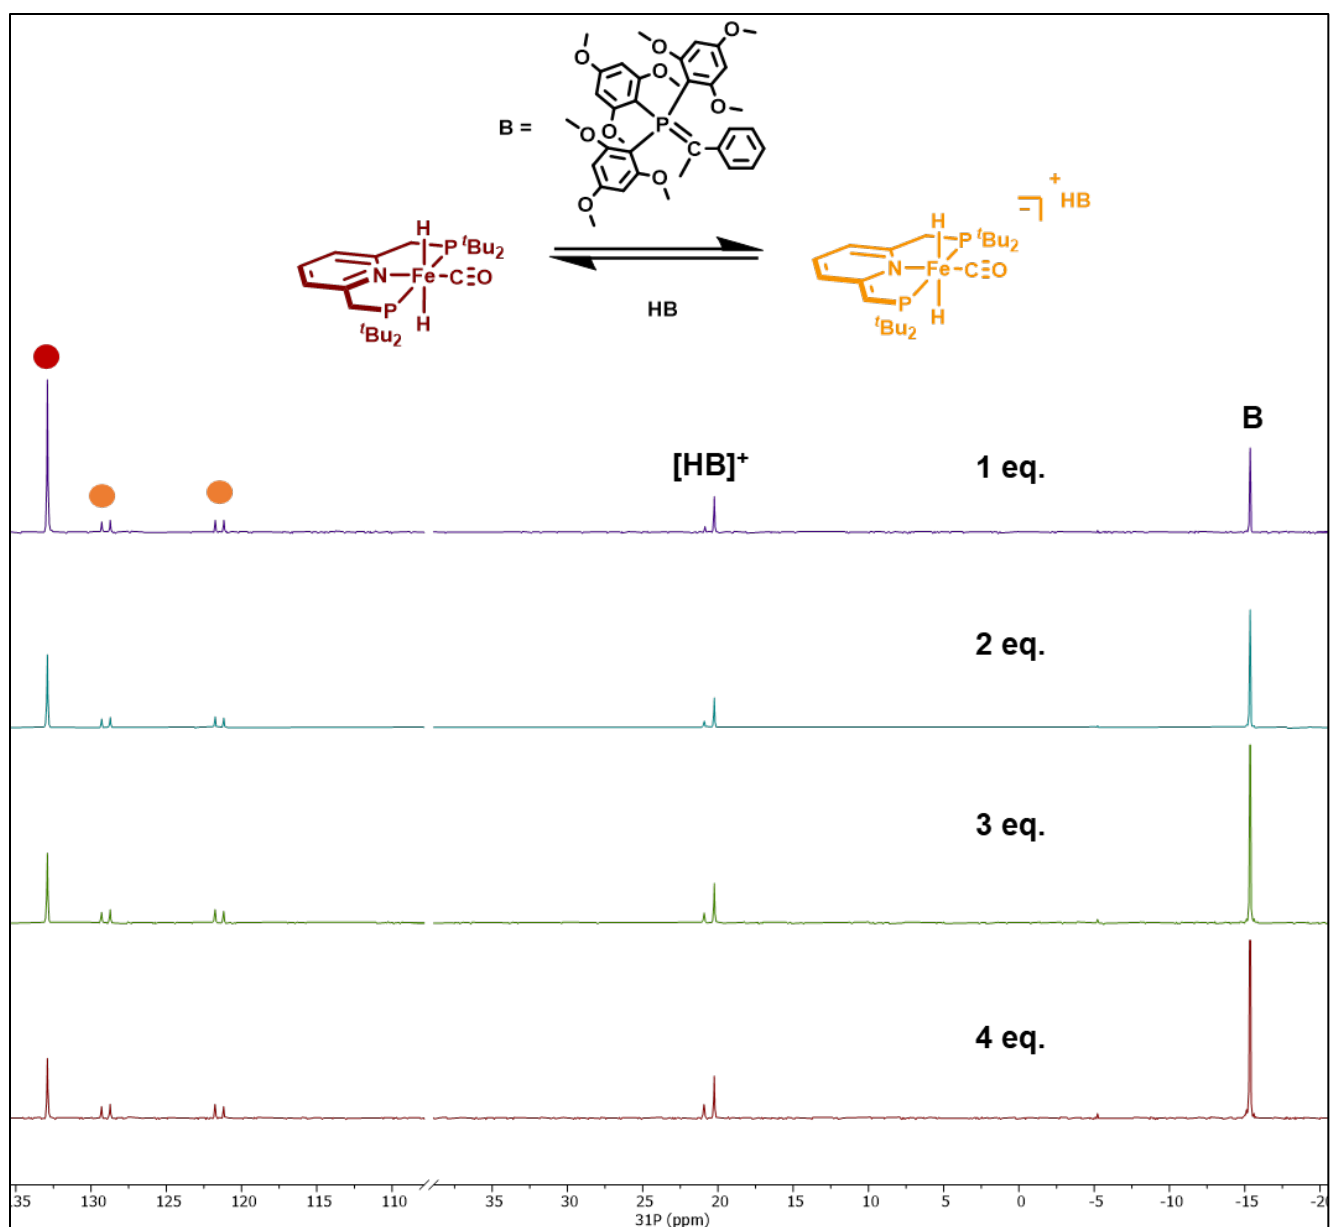 B =
O O O O O O O O O
P
C
H
P
tBu2
N
Fe
C≡O
P
tBu2
H
HB
+
HB
−
H
P
tBu2
N
Fe
C≡O
P
tBu2
H
[HB]+
B
1 eq.
2 eq.
3 eq.
4 eq.
35 130 125 120 115 110 35 30 25 20 15 10 5 0 -5 -10 -15 -20
31P (ppm)